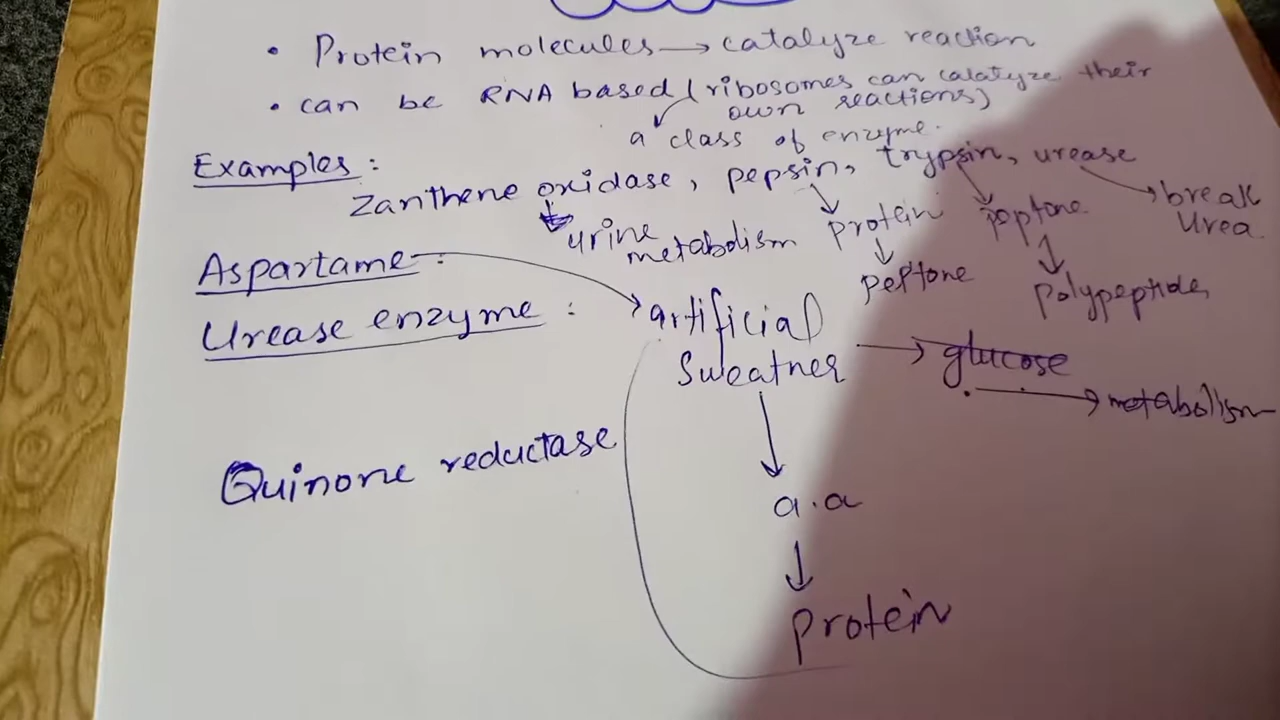 • Protein molecules → catalyze reaction
• can be RNA based (ribosomes can catatyze their
own reactions)
a class of enzyme.
Examples:
Zanthene oxidase, pepsin, trypsin, urease
urine metabolism
protein
↓
peptone
peptone
↓
polypeptide
break
Urea
Aspartame:
Urease enzyme :
artificial
Sweatner → glucose
→ metabolism
↓
a.a
↓
protein
Quinone reductase